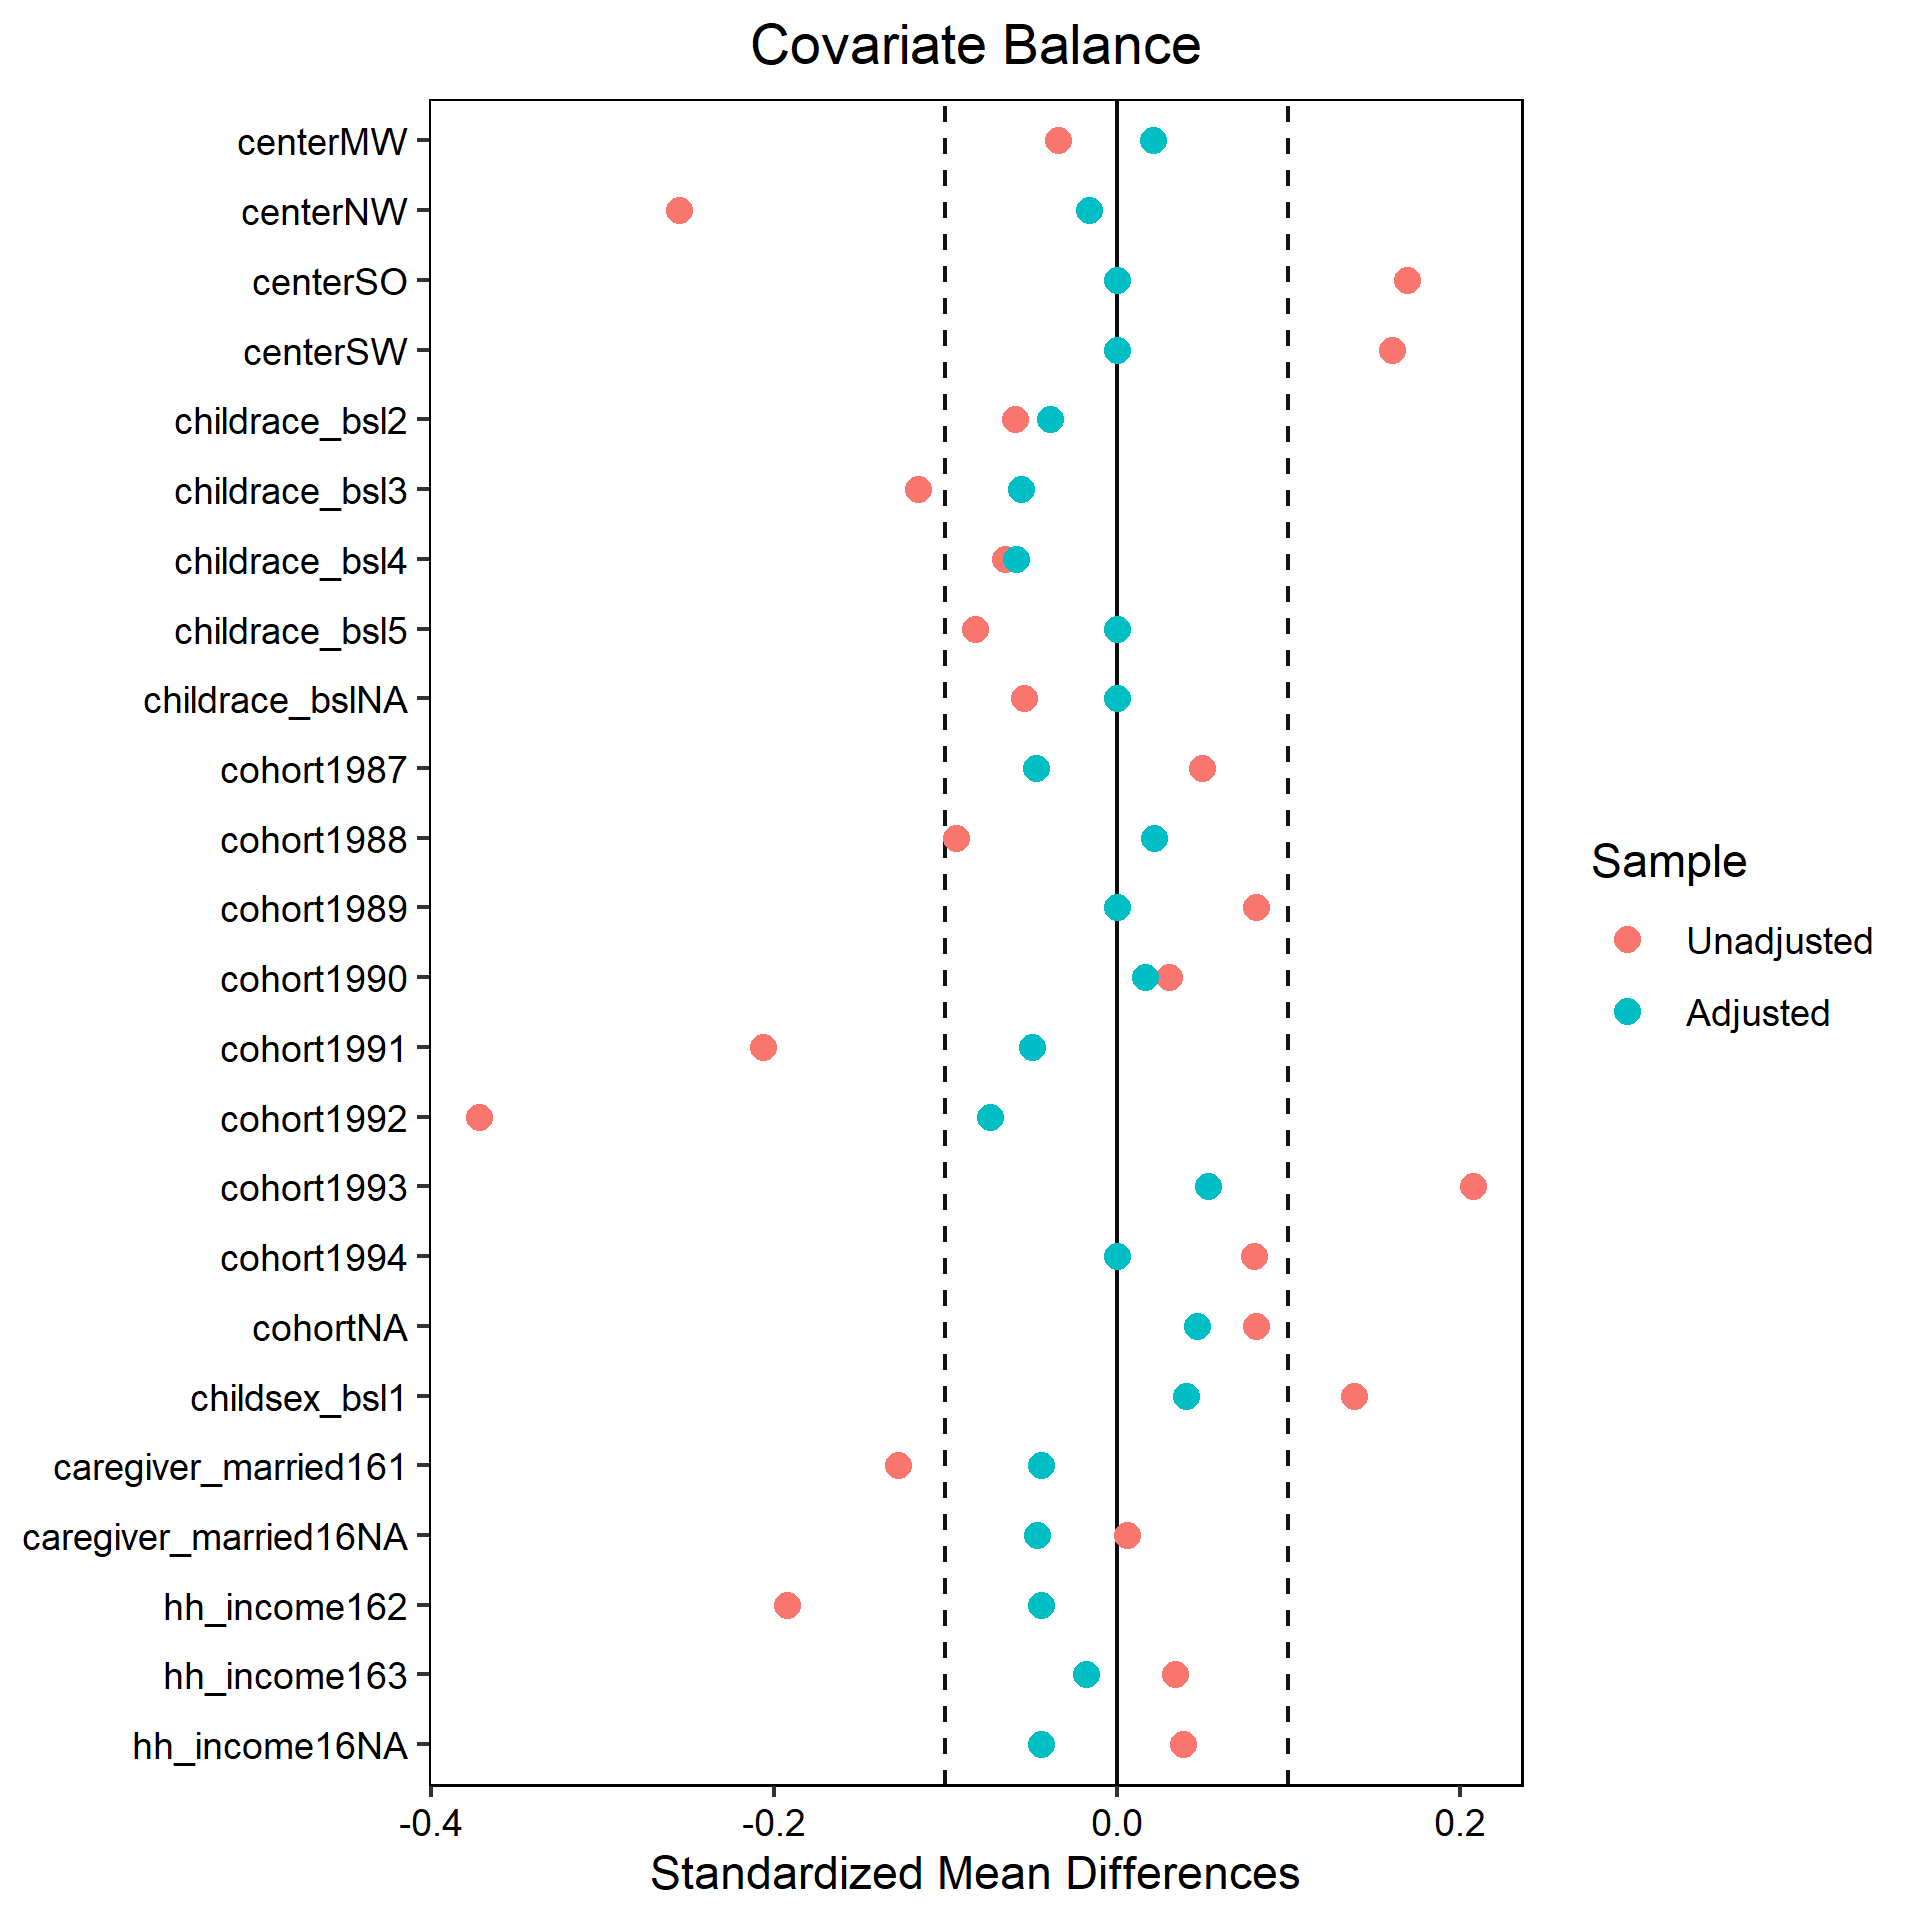 Covariate Balance
centerMW
centerNW
centerSO
centerSW
childrace_bsl2
childrace_bsl3
childrace_bsl4
childrace_bsl5
childrace_bslNA
cohort1987
cohort1988
cohort1989
cohort1990
cohort1991
cohort1992
cohort1993
cohort1994
cohortNA
childsex_bsl1
caregiver_married161
caregiver_married16NA
hh_income162
hh_income163
hh_income16NA
-0.4 -0.2 0.0 0.2
Standardized Mean Differences
Sample
Unadjusted
Adjusted